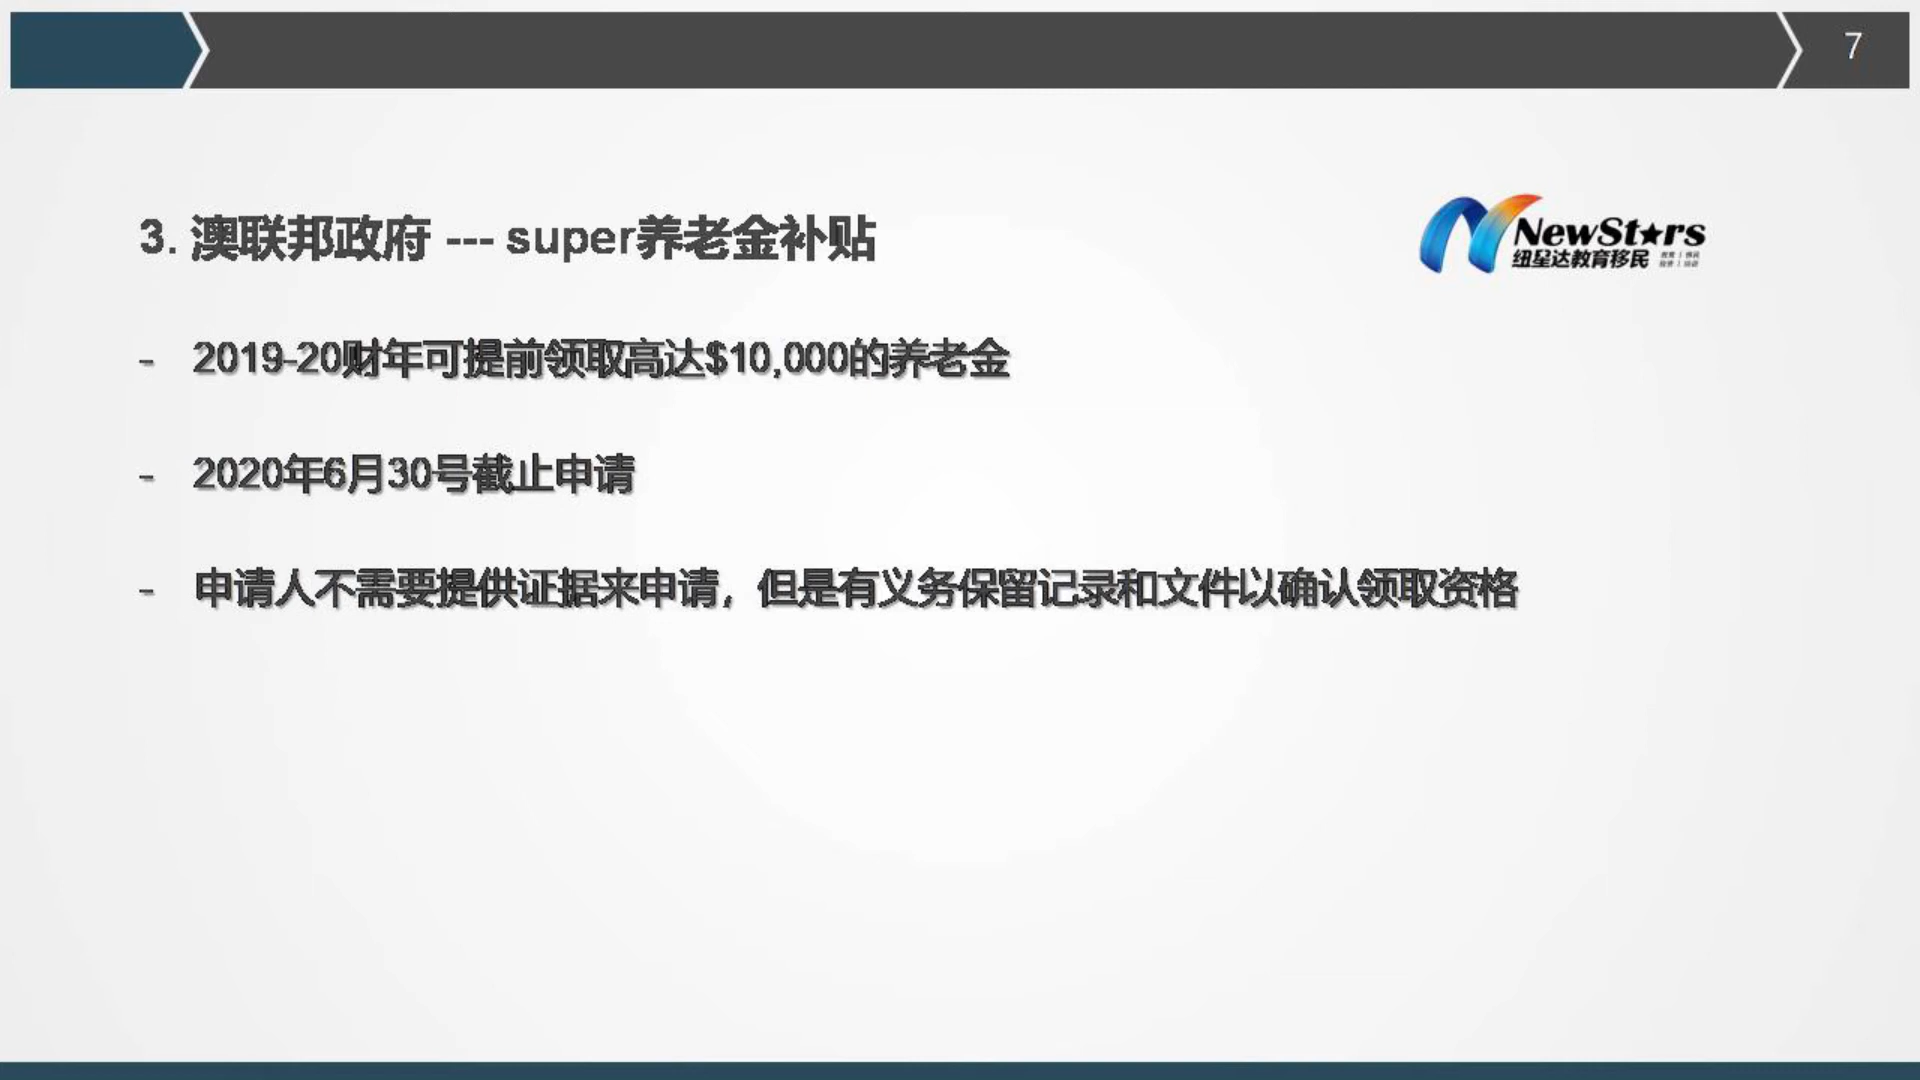 7
3. 澳联邦政府 --- super养老金补贴
NewSt★rs
纽星达教育移民
- 2019-20财年可提前领取高达$10,000的养老金
- 2020年6月30号截止申请
- 申请人不需要提供证据来申请，但是有义务保留记录和文件以确认领取资格